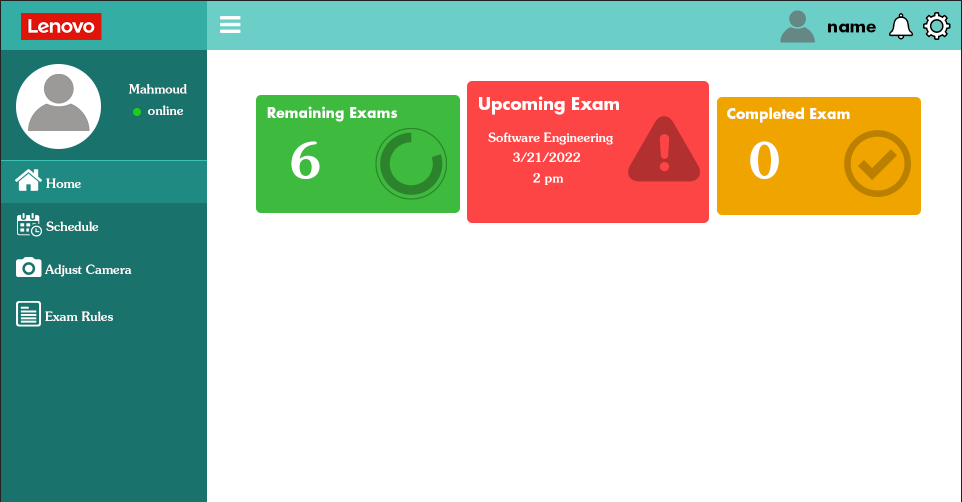 Lenovo
name
Mahmoud
online
Home
Schedule
Adjust Camera
Exam Rules
Remaining Exams
6
Upcoming Exam
Software Engineering
3/21/2022
2 pm
Completed Exam
0